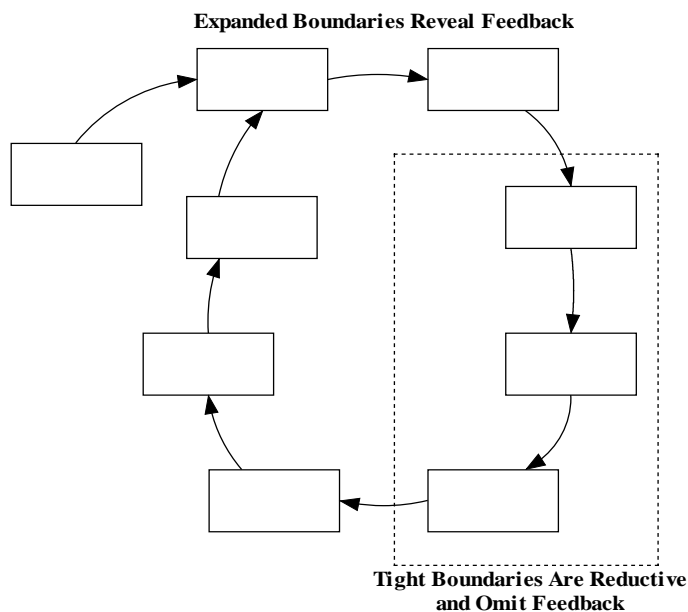 Expanded Boundaries Reveal Feedback
Tight Boundaries Are Reductive
and Omit Feedback